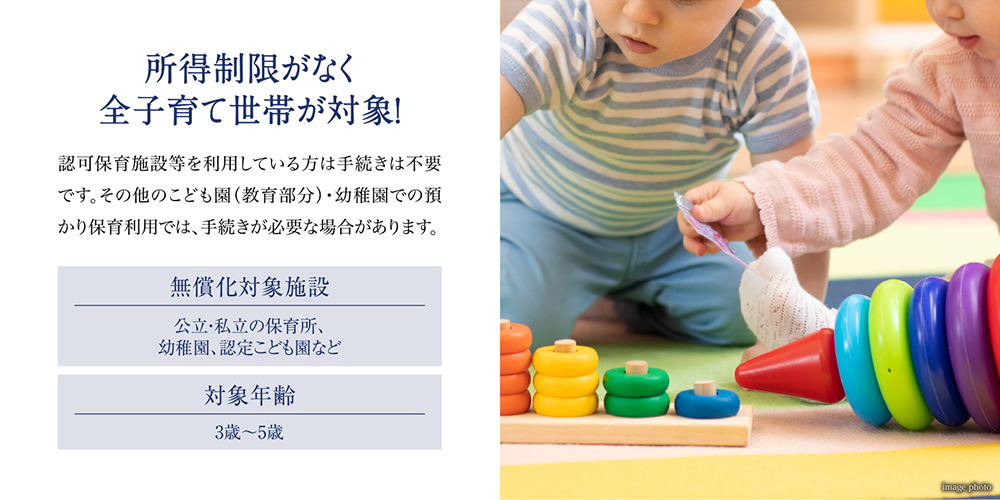 所得制限がなく
全子育て世帯が対象!
認可保育施設等を利用している方は手続きは不要
です。その他のこども園(教育部分)・幼稚園での預
かり保育利用では、手続きが必要な場合があります。
無償化対象施設
公立・私立の保育所、
幼稚園、認定こども園など
対象年齢
3歳〜5歳
image photo